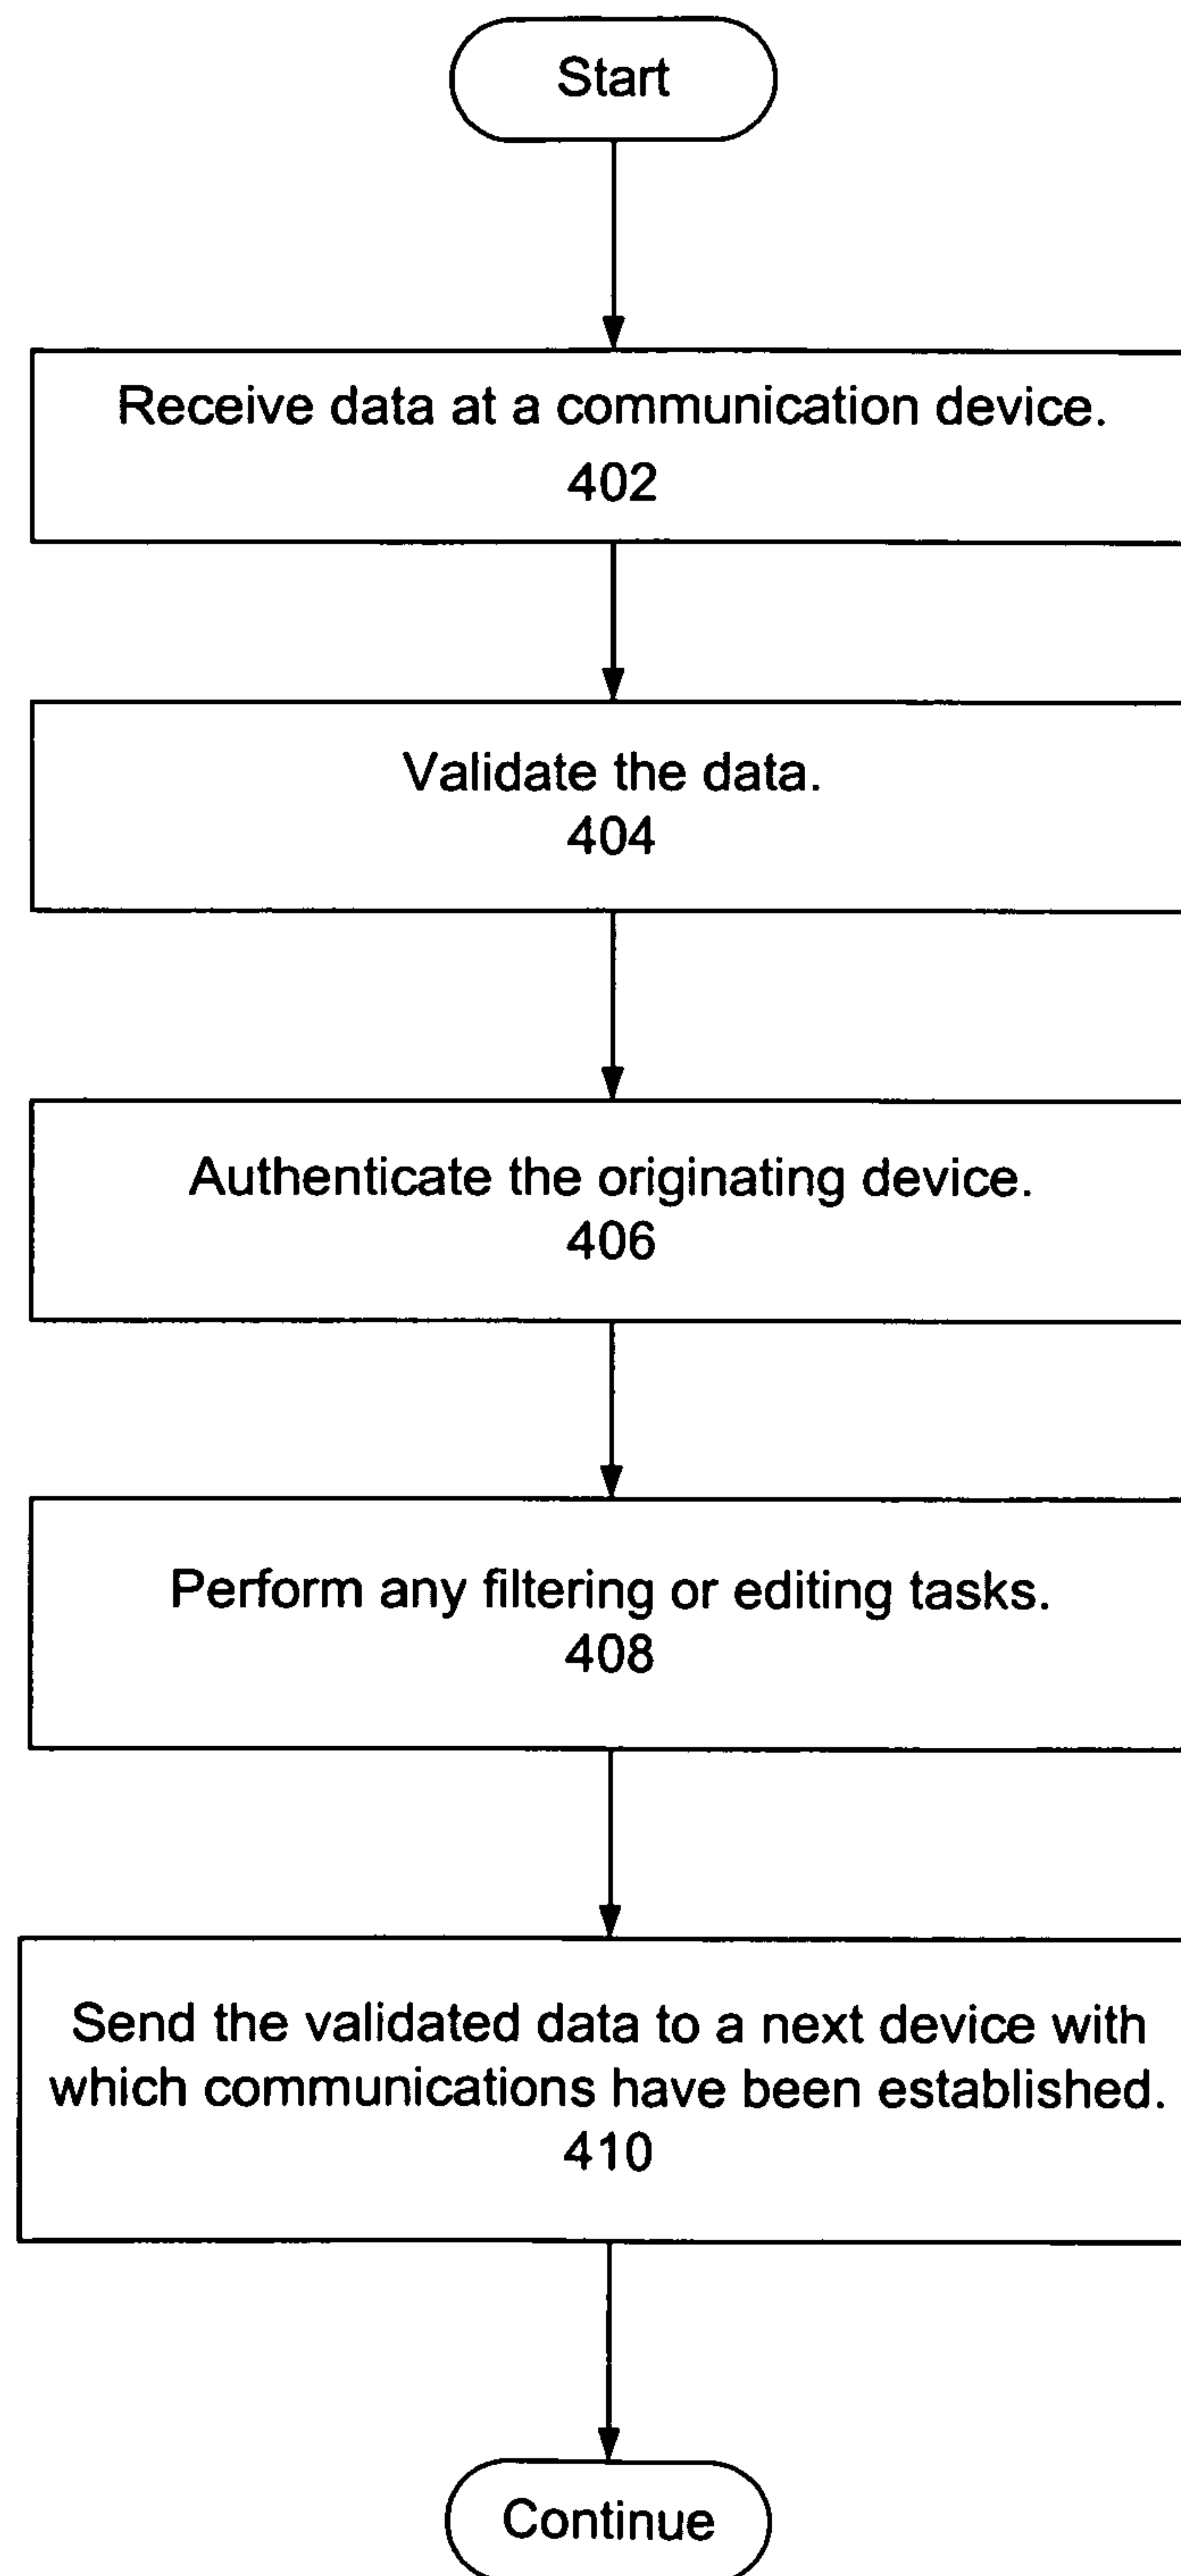 Start
Receive data at a communication device.
402
Validate the data.
404
Authenticate the originating device.
406
Perform any filtering or editing tasks.
408
Send the validated data to a next device with
which communications have been established.
410
Continue